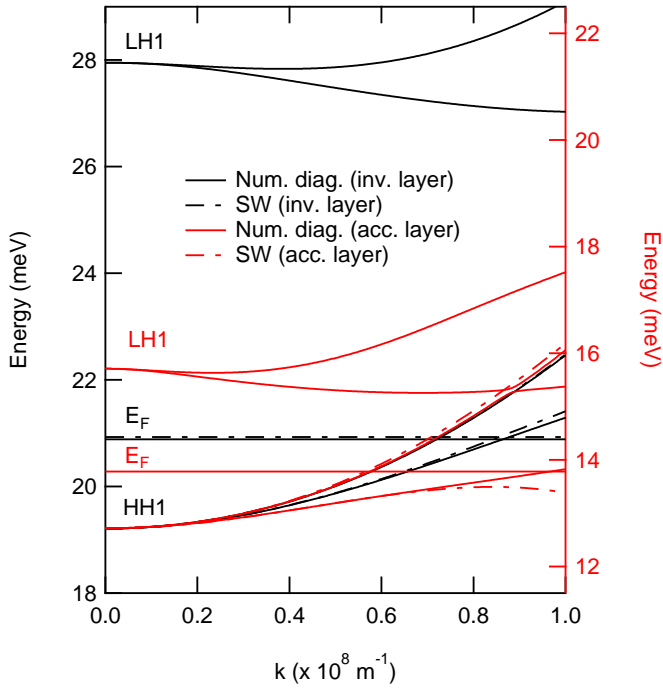 LH1
Num. diag. (inv. layer)
SW (inv. layer)
Num. diag. (acc. layer)
SW (acc. layer)
LH1
E_F
E_F
HH1
28
26
24
22
20
18
Energy (meV)
22
20
18
16
14
12
Energy (meV)
0.0 0.2 0.4 0.6 0.8 1.0
k (x 10^8 m^-1)